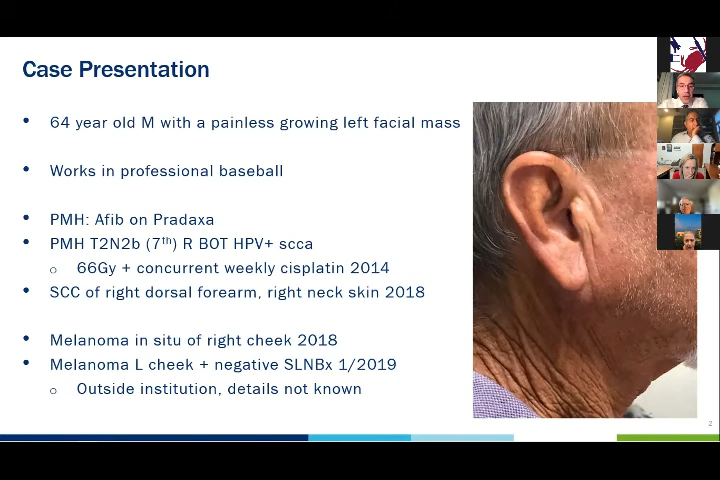 Case Presentation
• 64 year old M with a painless growing left facial mass
• Works in professional baseball
• PMH: Afib on Pradaxa
• PMH T2N2b (7th) R BOT HPV+ scca
o 66Gy + concurrent weekly cisplatin 2014
• SCC of right dorsal forearm, right neck skin 2018
• Melanoma in situ of right cheek 2018
• Melanoma L cheek + negative SLNBx 1/2019
o Outside institution, details not known
2